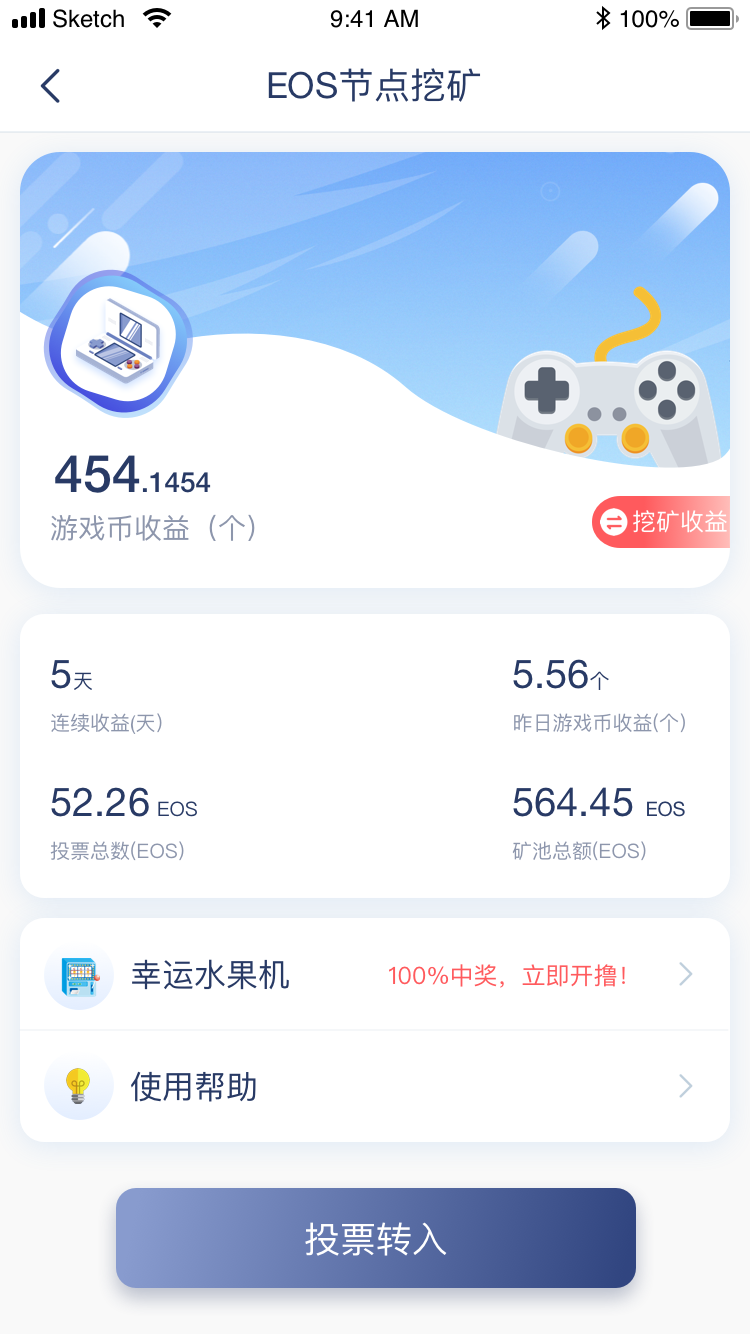 Sketch 9:41 AM 100%
EOS节点挖矿
454.1454
游戏币收益（个）
挖矿收益
5天 5.56个
连续收益(天) 昨日游戏币收益(个)
52.26 EOS 564.45 EOS
投票总数(EOS) 矿池总额(EOS)
幸运水果机 100%中奖，立即开撸！
使用帮助
投票转入